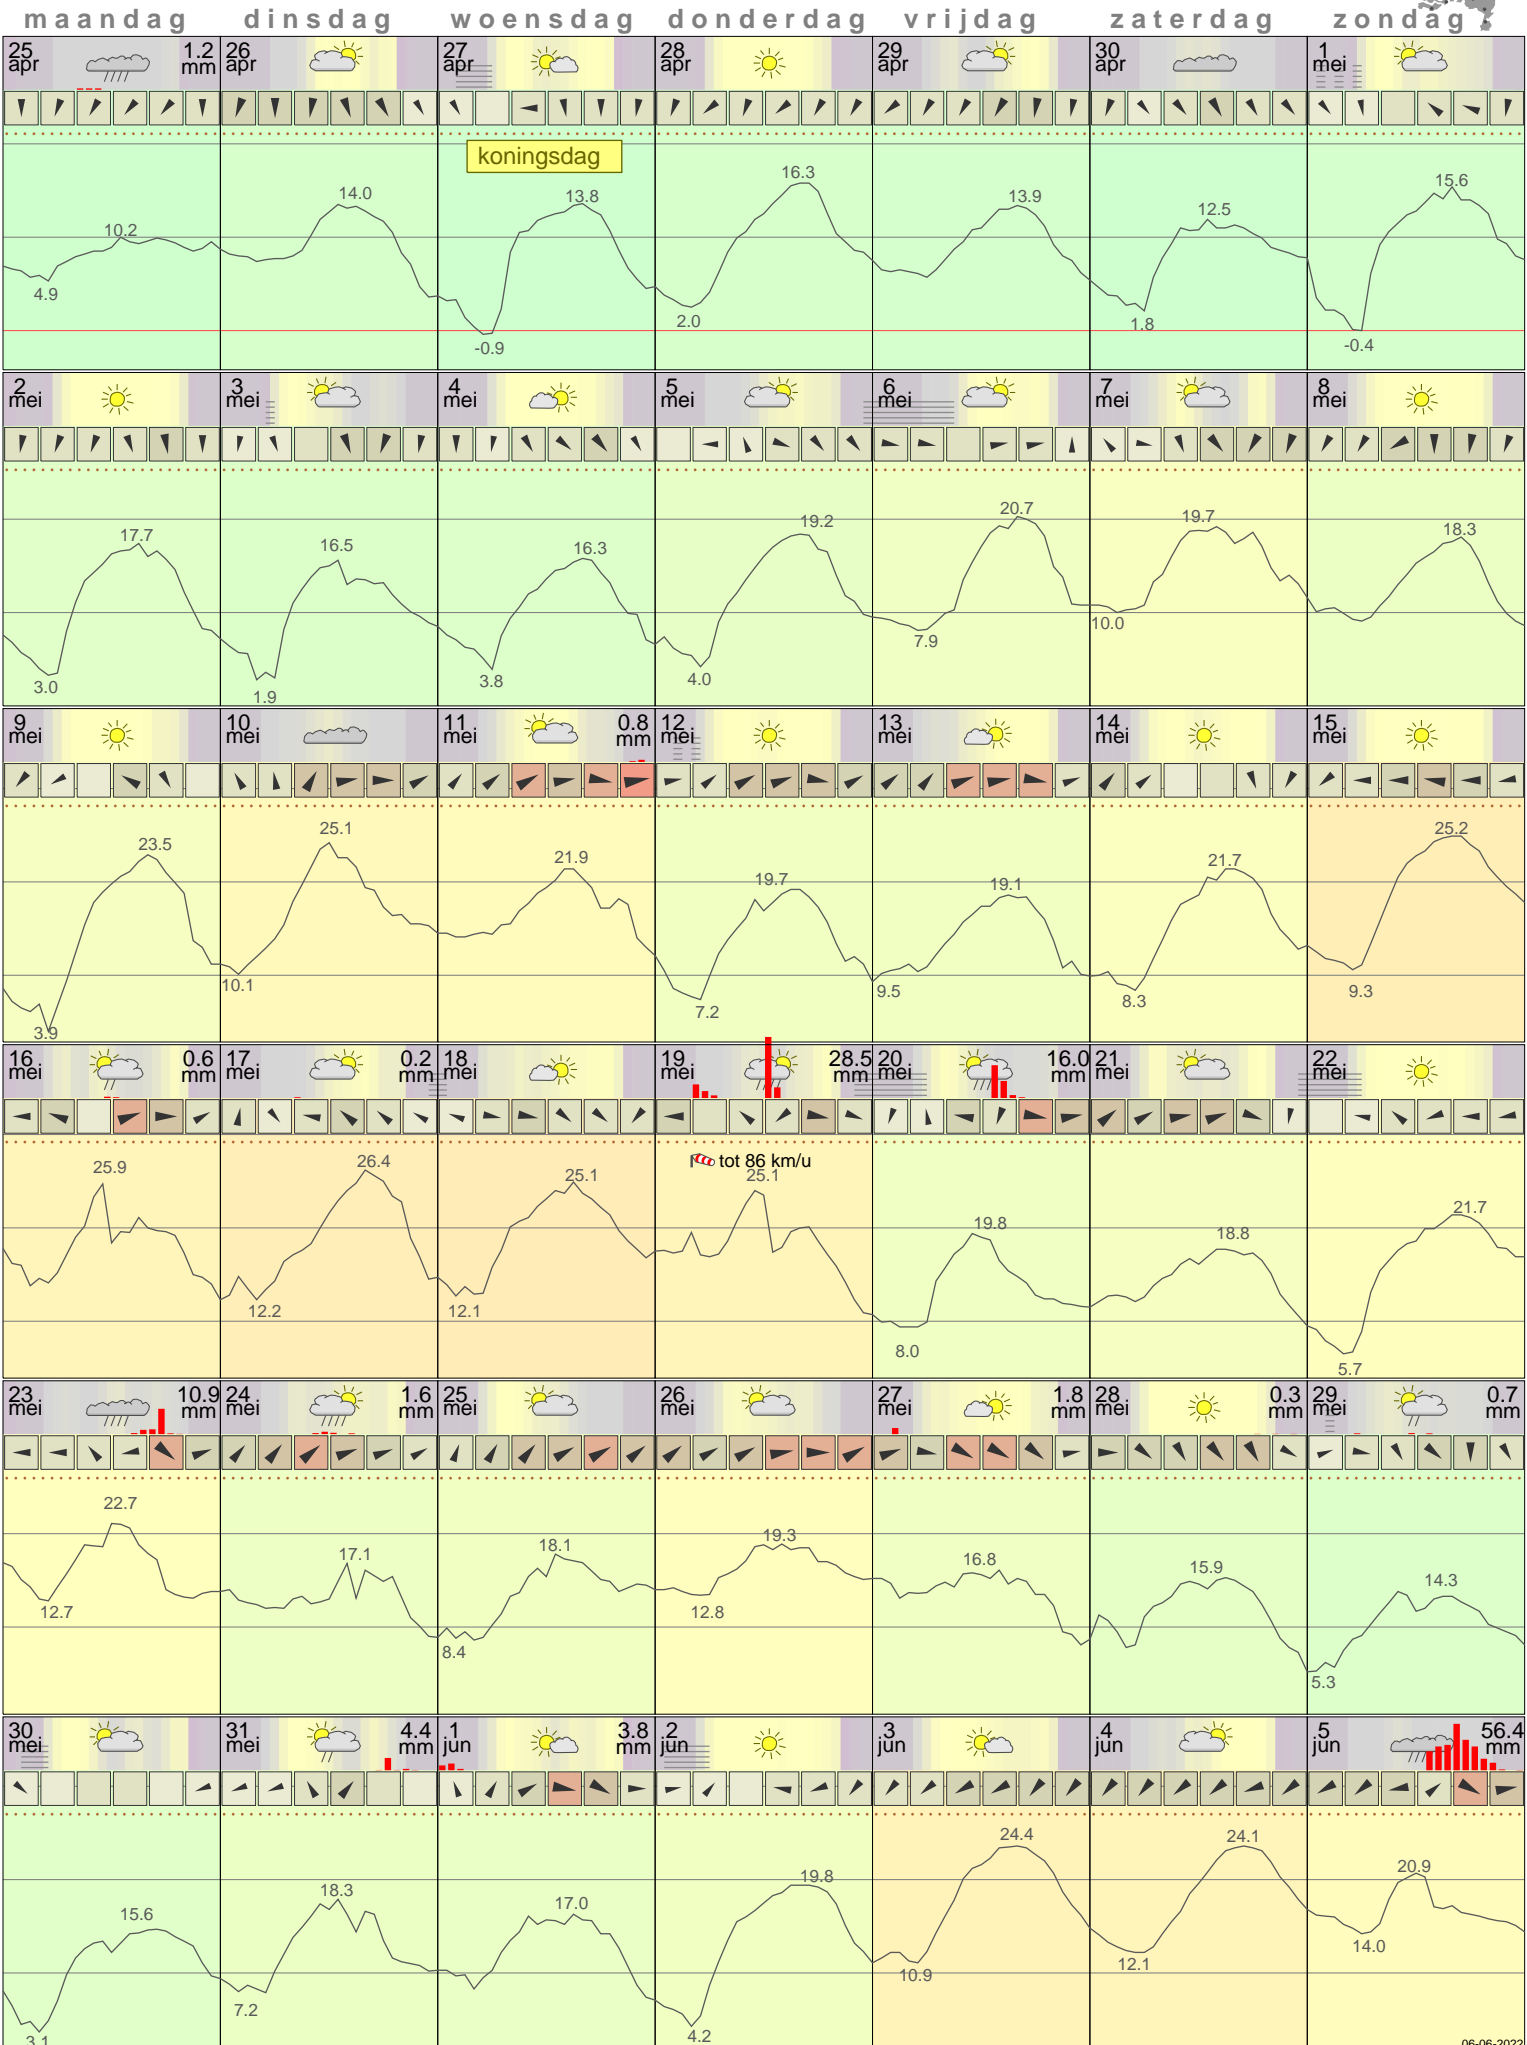 maandag dinsdag woensdag donderdag vrijdag zaterdag zondag
25 apr 1.2 mm 26 apr 27 apr 28 apr 29 apr 30 apr 1 mei
koningsdag
10.2 14.0 13.8 16.3 13.9 12.5 15.6
4.9 -0.9 2.0 1.8 -0.4
2 mei 3 mei 4 mei 5 mei 6 mei 7 mei 8 mei
17.7 16.5 16.3 19.2 20.7 19.7 18.3
3.0 1.9 3.8 4.0 7.9 10.0
9 mei 10 mei 11 mei 0.8 mm 12 mei 13 mei 14 mei 15 mei
23.5 25.1 21.9 19.7 19.1 21.7 25.2
3.9 10.1 7.2 9.5 8.3 9.3
16 mei 0.6 mm 17 mei 0.2 mm 18 mei 19 mei 28.5 mm 20 mei 16.0 mm 21 mei 22 mei
tot 86 km/u
25.9 26.4 25.1 25.1 19.8 18.8 21.7
12.2 12.1 8.0 5.7
23 mei 10.9 mm 24 mei 1.6 mm 25 mei 26 mei 27 mei 1.8 mm 28 mei 0.3 mm 29 mei 0.7 mm
22.7 17.1 18.1 19.3 16.8 15.9 14.3
12.7 8.4 12.8 5.3
30 mei 31 mei 4.4 mm 1 jun 3.8 mm 2 jun 3 jun 4 jun 5 jun 56.4 mm
15.6 18.3 17.0 19.8 24.4 24.1 20.9
3.1 7.2 4.2 10.9 12.1 14.0
06-06-2022